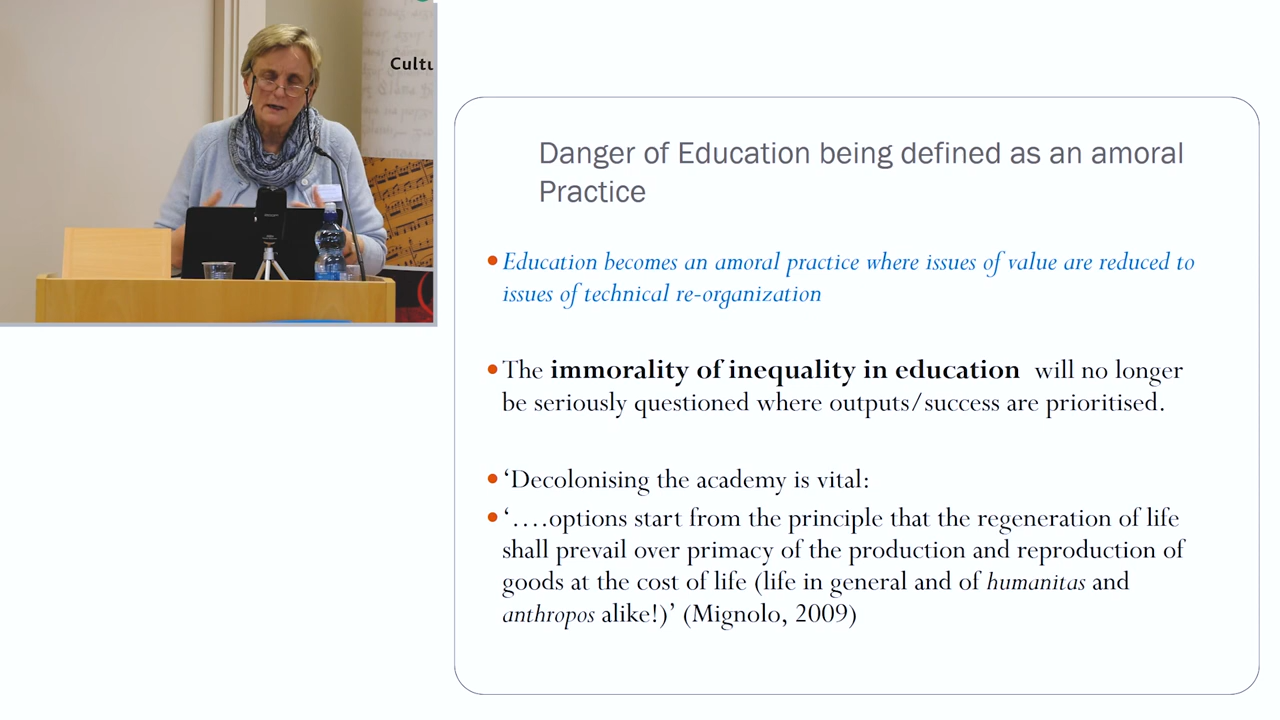 Cultu
Danger of Education being defined as an amoral
Practice
• Education becomes an amoral practice where issues of value are reduced to
issues of technical re-organization
• The immorality of inequality in education will no longer
be seriously questioned where outputs/success are prioritised.
• ‘Decolonising the academy is vital:
• ‘….options start from the principle that the regeneration of life
shall prevail over primacy of the production and reproduction of
goods at the cost of life (life in general and of humanitas and
anthropos alike!)’ (Mignolo, 2009)